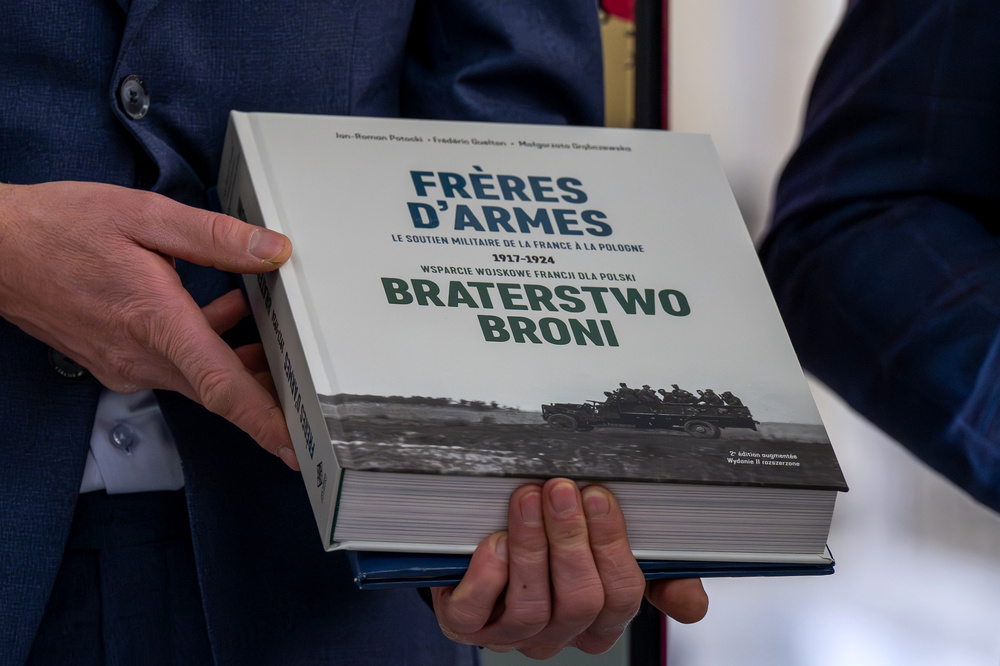 Jan-Roman Potocki • Frédéric Guelton • Małgorzata Grąbczewska
FRÈRES
D'ARMES
LE SOUTIEN MILITAIRE DE LA FRANCE À LA POLOGNE
1917-1924
WSPARCIE WOJSKOWE FRANCJI DLA POLSKI
BRATERSTWO
BRONI
2e édition augmentée
Wydanie II rozszerzone